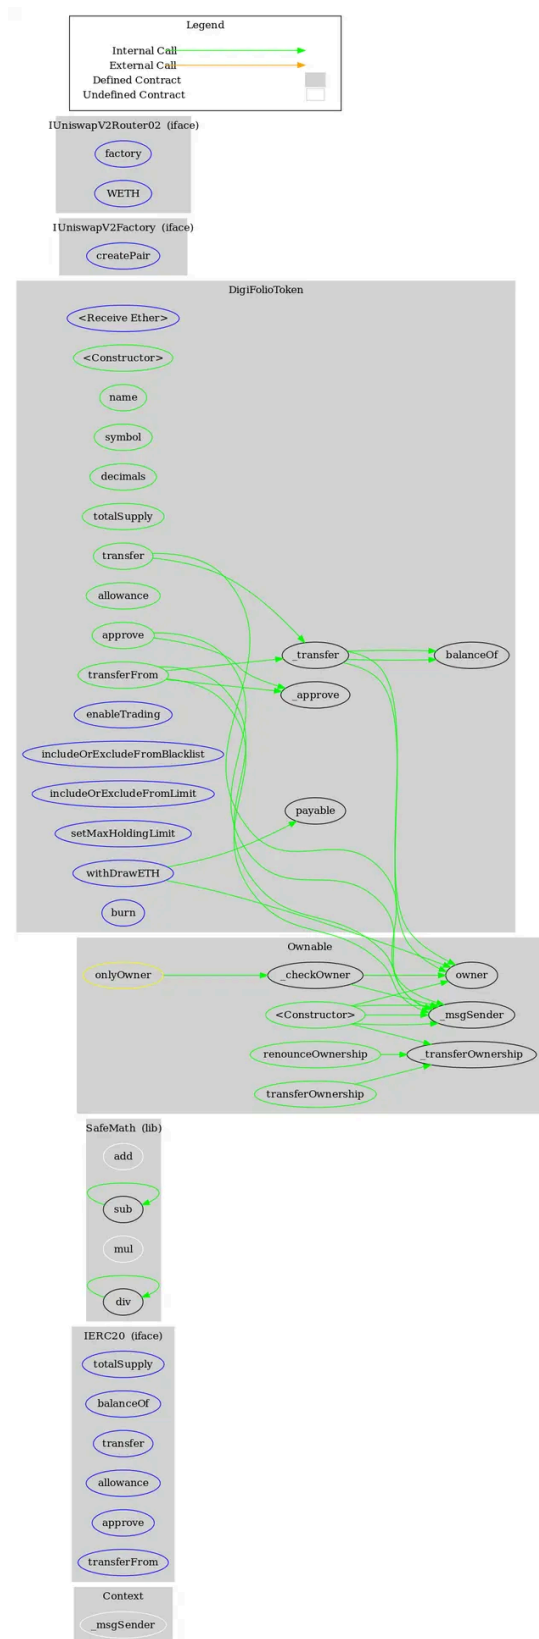 Legend
Internal Call
External Call
Defined Contract
Undefined Contract
IUniswapV2Router02 (iface)
factory
WETH
IUniswapV2Factory (iface)
createPair
DigiFolioToken
<Receive Ether>
<Constructor>
name
symbol
decimals
totalSupply
transfer
allowance
approve
_transfer
balanceOf
transferFrom
_approve
enableTrading
includeOrExcludeFromBlacklist
includeOrExcludeFromLimit
payable
setMaxHoldingLimit
withDrawETH
burn
Ownable
onlyOwner
_checkOwner
owner
<Constructor>
_msgSender
renounceOwnership
_transferOwnership
transferOwnership
SafeMath (lib)
add
sub
mul
div
IERC20 (iface)
totalSupply
balanceOf
transfer
allowance
approve
transferFrom
Context
_msgSender